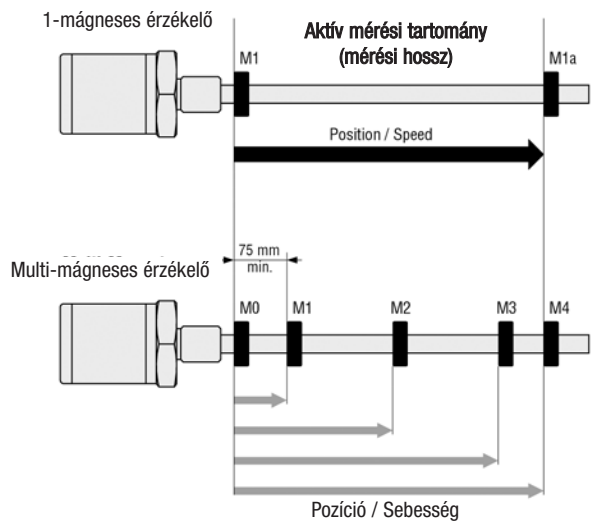 1-mágneses érzékelő
Aktív mérési tartomány
(mérési hossz)
M1
M1a
Position / Speed
75 mm
min.
Multi-mágneses érzékelő
M0
M1
M2
M3
M4
Pozíció / Sebesség